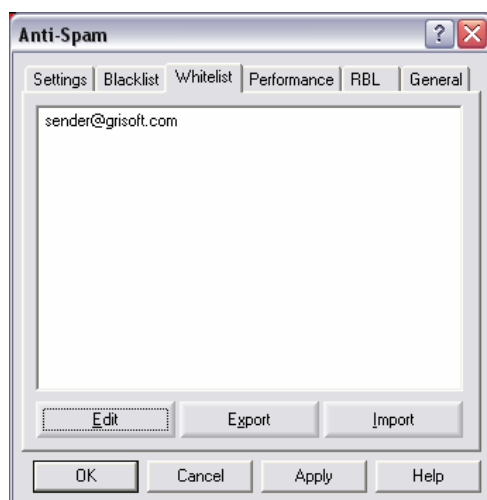 Anti-Spam
Settings Blacklist Whitelist Performance RBL General
sender@grisoft.com
Edit Export Import
OK Cancel Apply Help